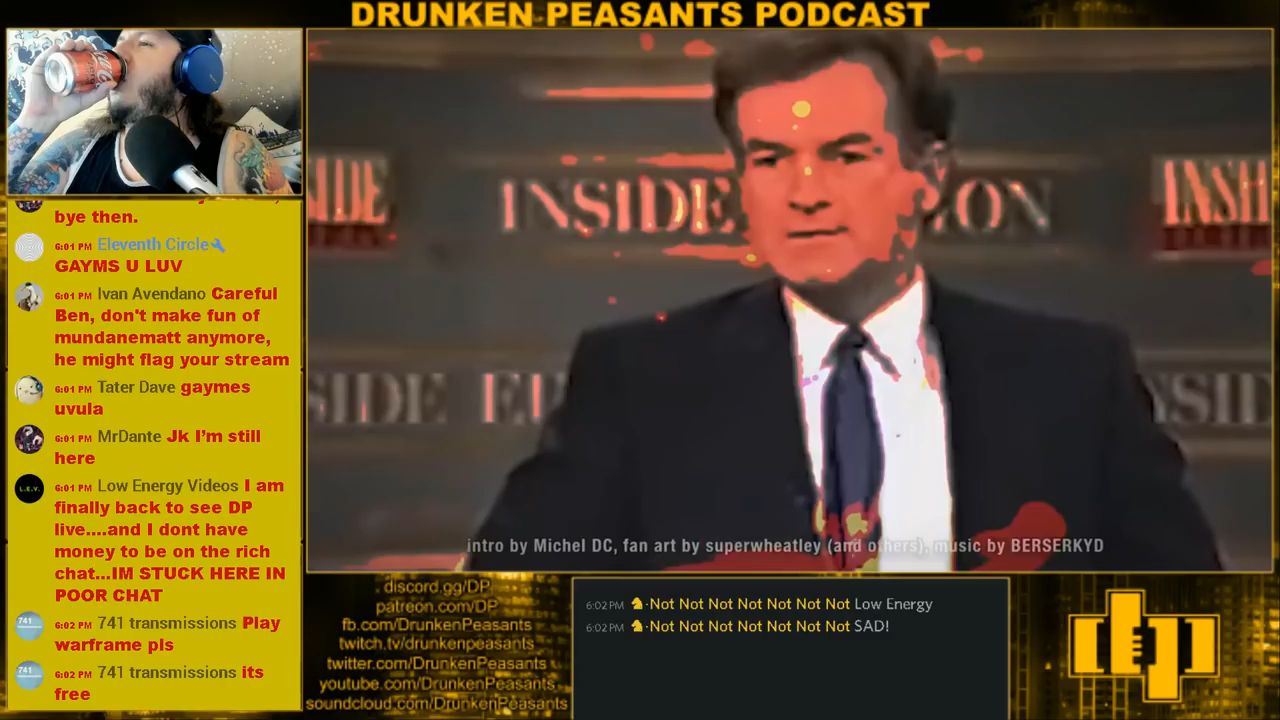 DRUNKEN PEASANTS PODCAST
bye then.
6:01 PM Eleventh Circle
GAYMS U LUV
6:01 PM Ivan Avendano Careful
Ben, don't make fun of
mundanematt anymore,
he might flag your stream
6:01 PM Tater Dave gaymes
uvula
6:01 PM MrDante Jk I'm still
here
L.E.V.
6:01 PM Low Energy Videos I am
finally back to see DP
live....and I dont have
money to be on the rich
chat...IM STUCK HERE IN
POOR CHAT
741
6:02 PM 741 transmissions Play
warframe pls
741
6:02 PM 741 transmissions its
free
INSIDE
intro by Michel DC, fan art by superwheatley (and others), music by BERSERKYD
discord.gg/DP
patreon.com/DP
fb.com/DrunkenPeasants
twitch.tv/drunkenpeasants
twitter.com/DrunkenPeasants
youtube.com/DrunkenPeasants
soundcloud.com/DrunkenPeasants
6:02 PM Not Not Not Not Not Not Not Low Energy
6:02 PM Not Not Not Not Not Not Not SAD!